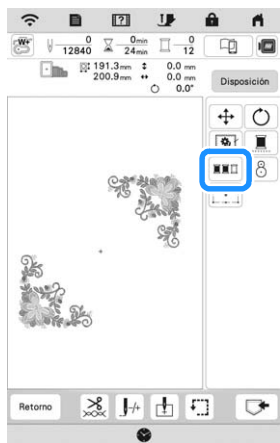 W+
0
12840
0min
24min
0
12
191.3mm
0.0 mm
200.9mm
0.0 mm
0.0°
Disposición
Retorno